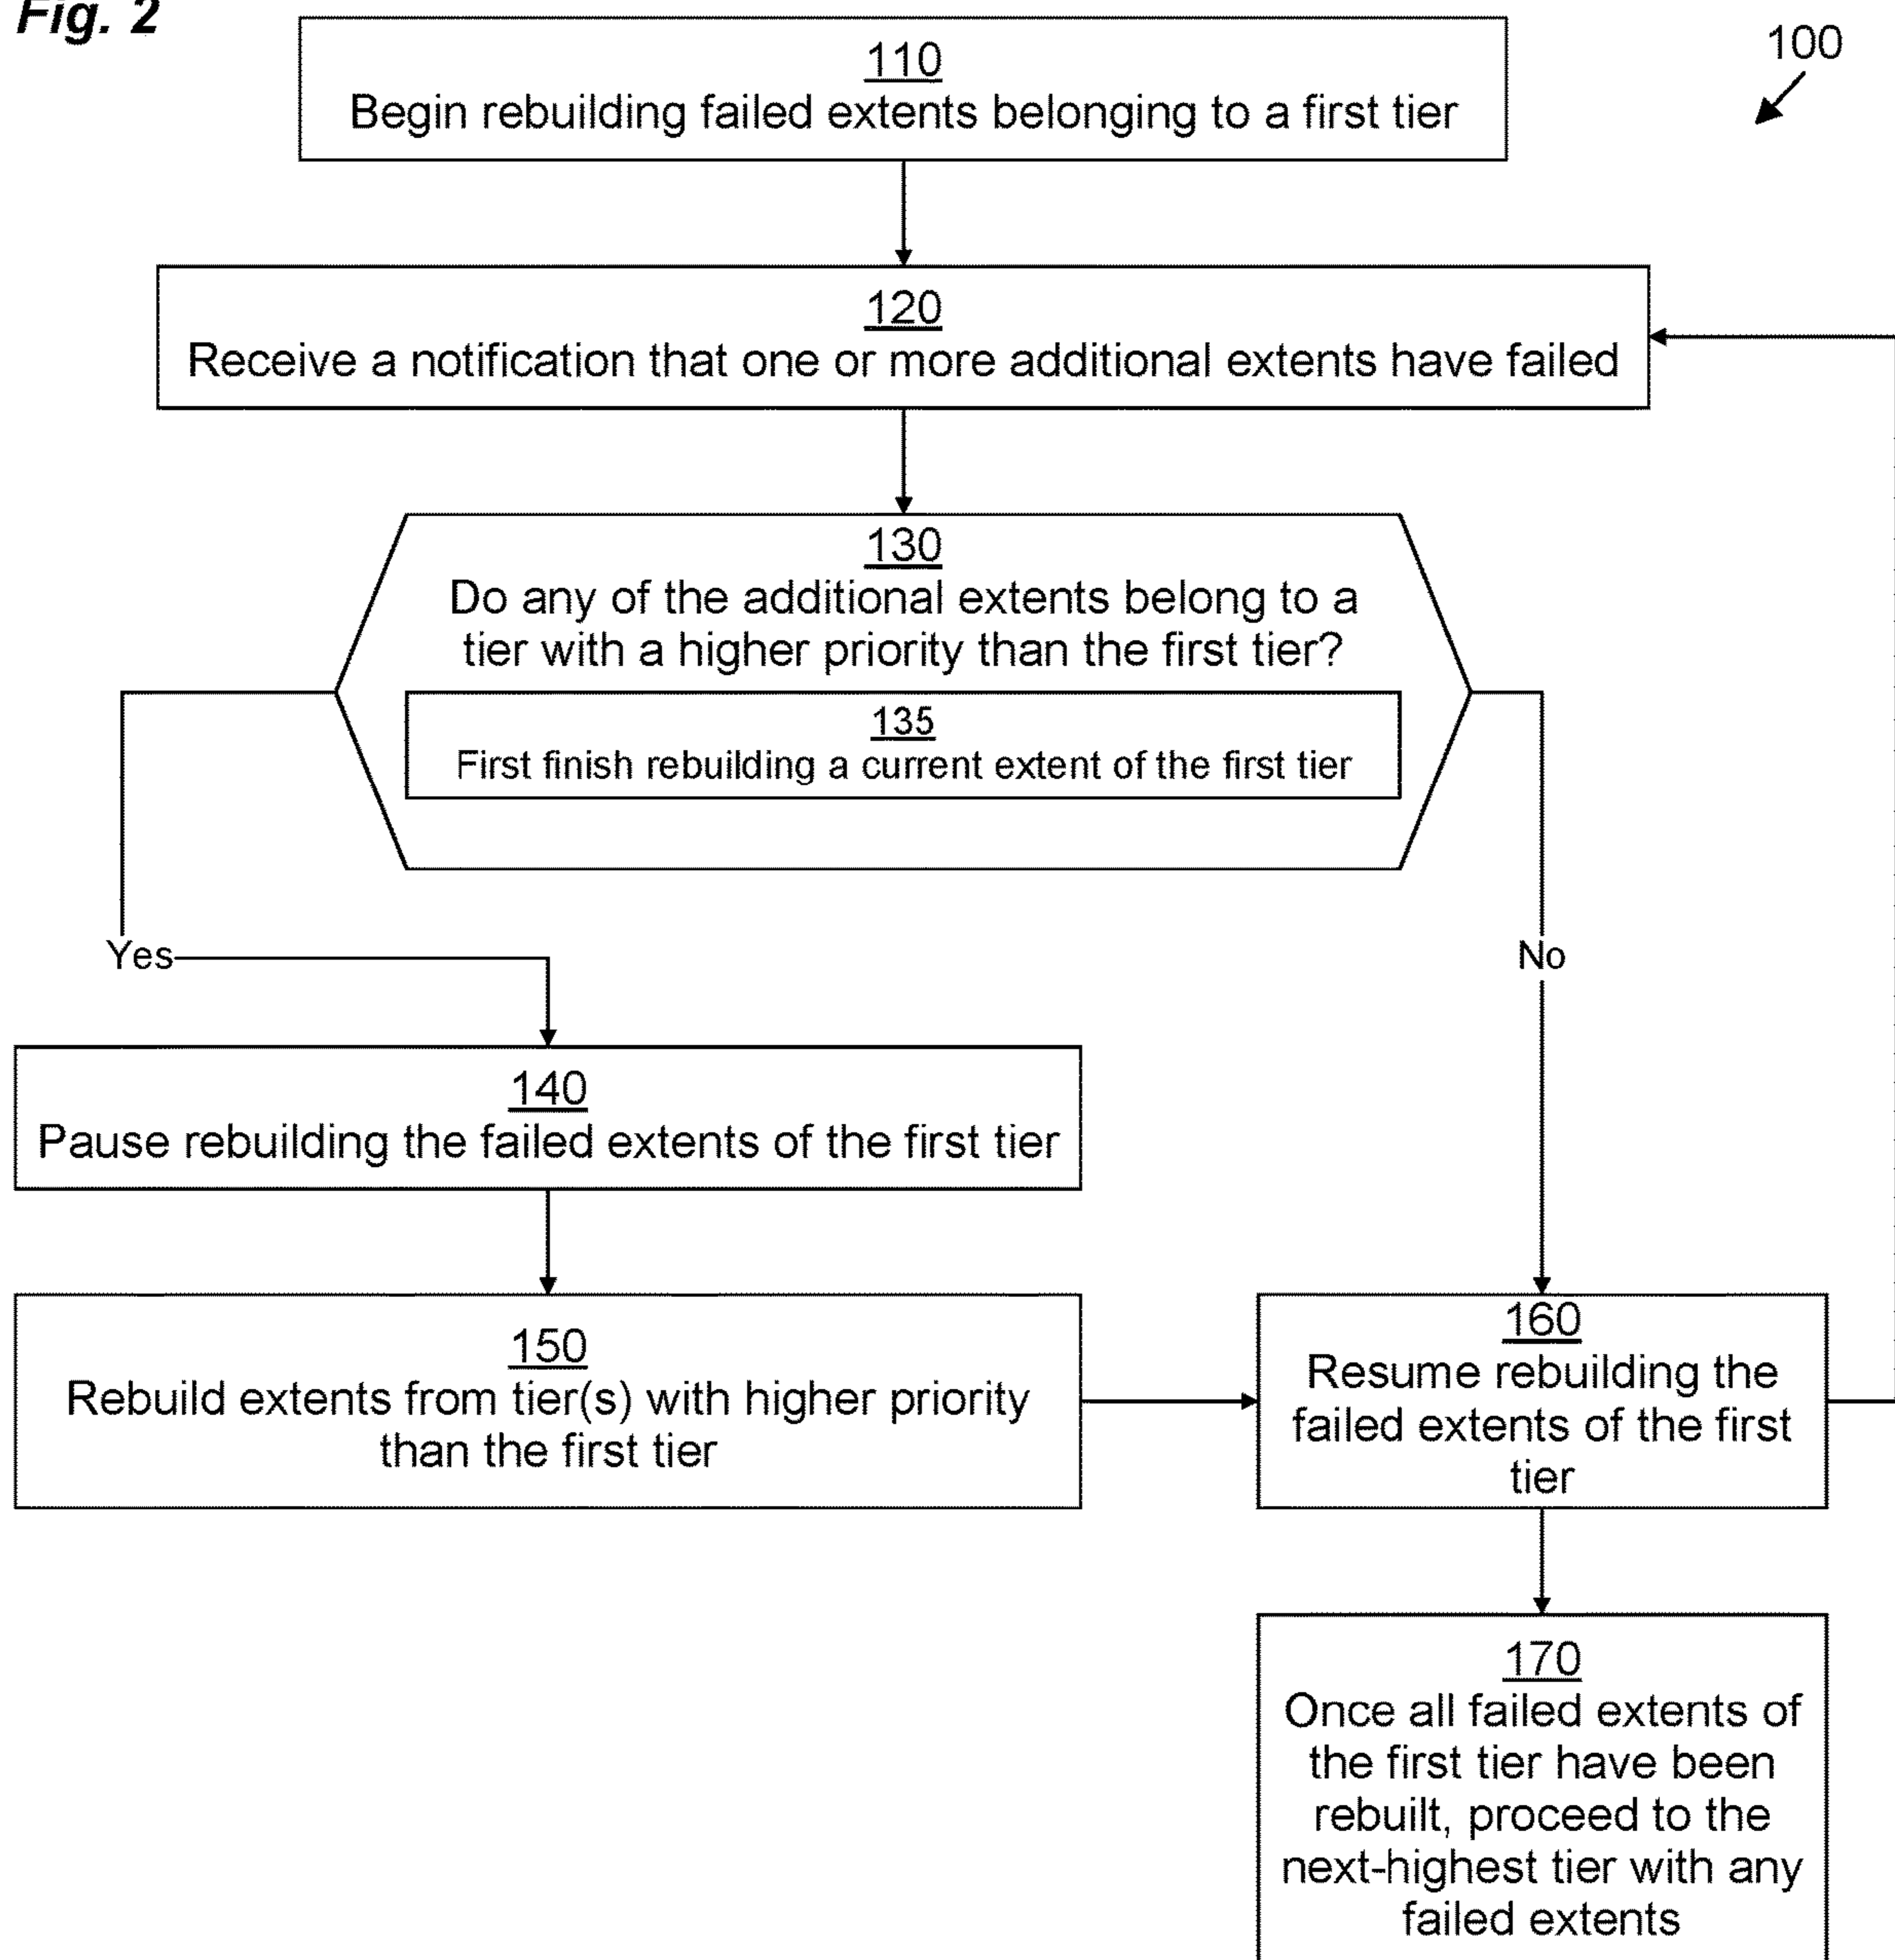 Fig. 2
100
110
Begin rebuilding failed extents belonging to a first tier
120
Receive a notification that one or more additional extents have failed
130
Do any of the additional extents belong to a
tier with a higher priority than the first tier?
135
First finish rebuilding a current extent of the first tier
Yes
No
140
Pause rebuilding the failed extents of the first tier
150
Rebuild extents from tier(s) with higher priority
than the first tier
160
Resume rebuilding the
failed extents of the first
tier
170
Once all failed extents of
the first tier have been
rebuilt, proceed to the
next-highest tier with any
failed extents